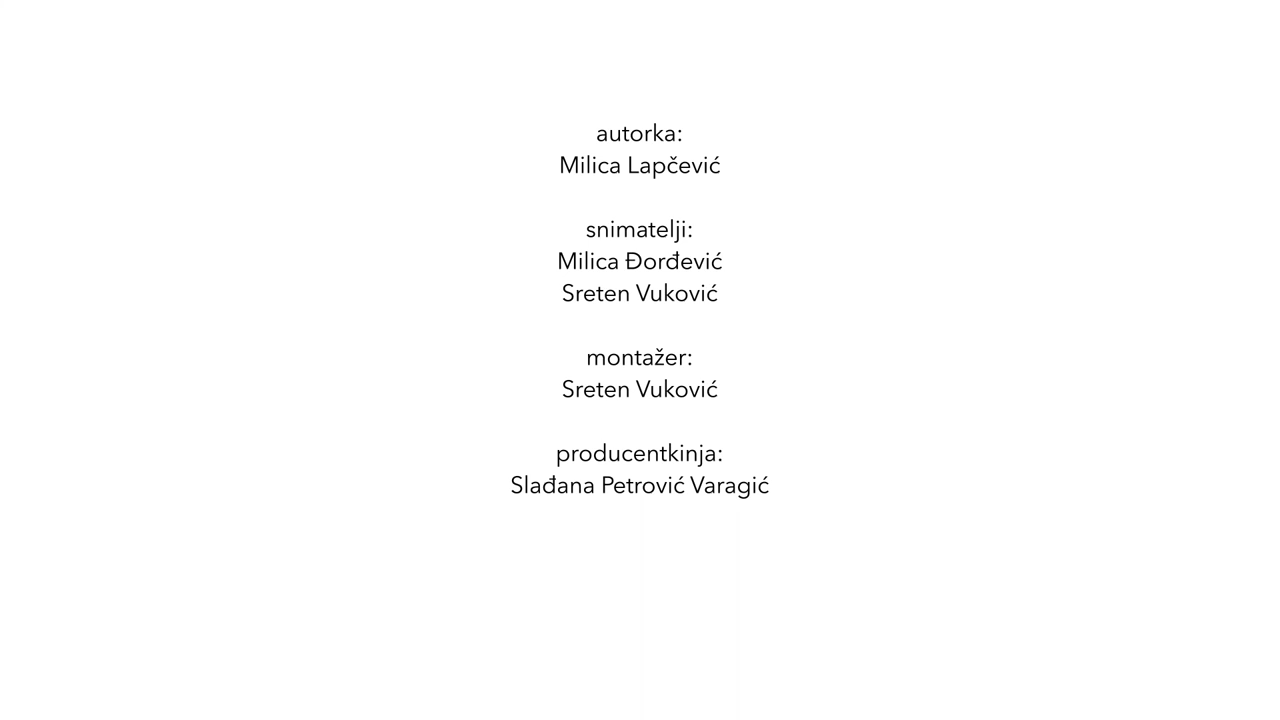 autorka:
Milica Lapčević
snimatelji:
Milica Đorđević
Sreten Vuković
montažer:
Sreten Vuković
producentkinja:
Slađana Petrović Varagić